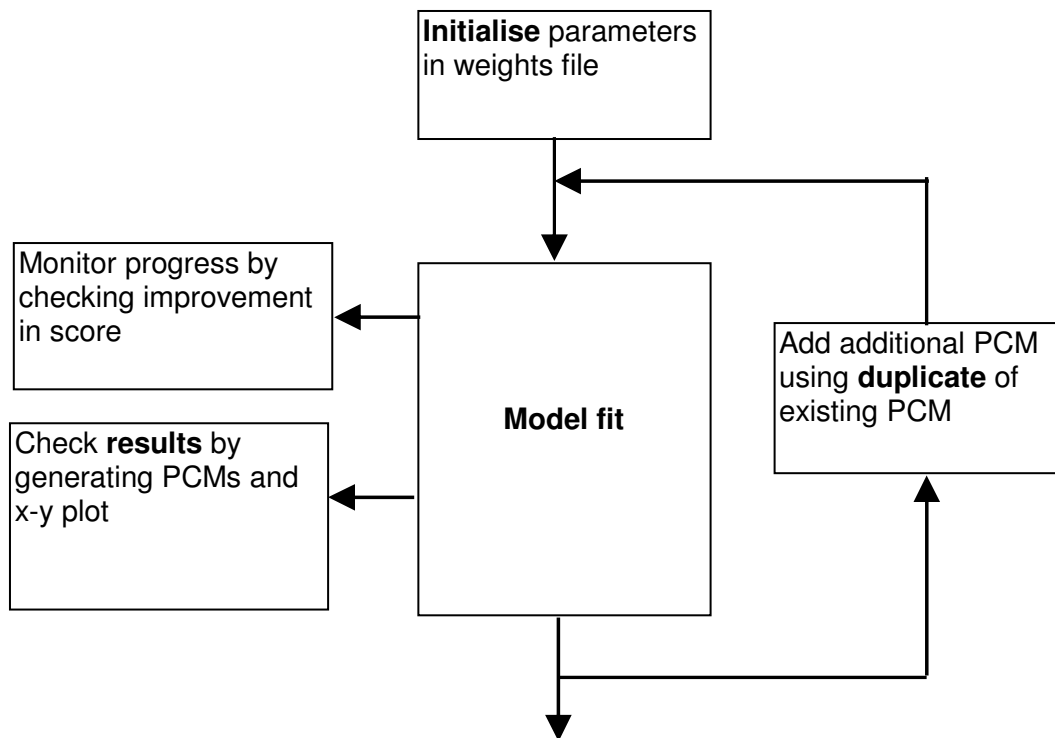 Initialise parameters
in weights file
Monitor progress by
checking improvement
in score
Add additional PCM
using duplicate of
existing PCM
Model fit
Check results by
generating PCMs and
x-y plot